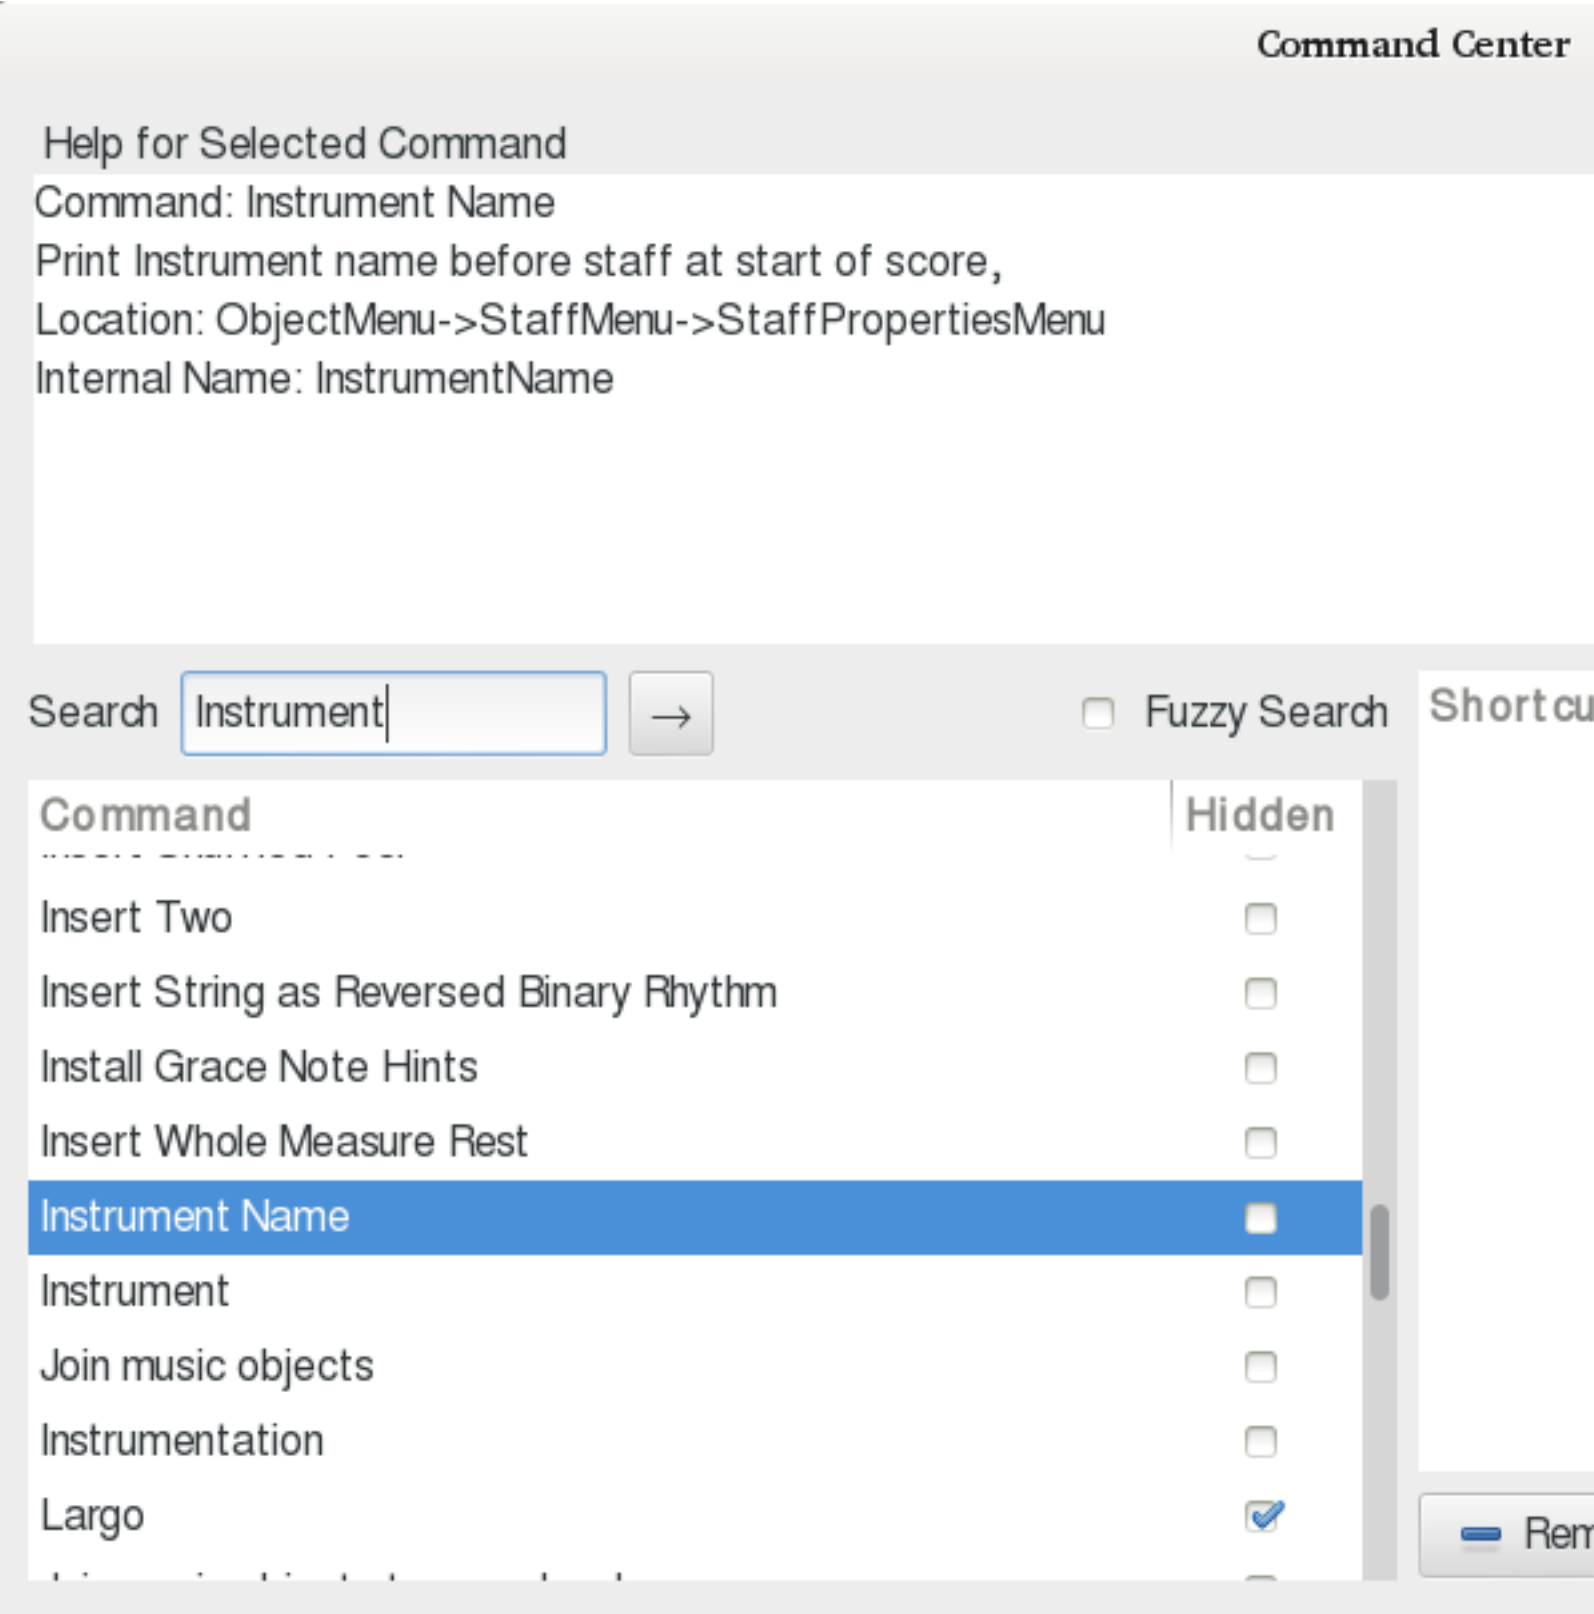 Command Center
Help for Selected Command
Command: Instrument Name
Print Instrument name before staff at start of score,
Location: ObjectMenu->StaffMenu->StaffPropertiesMenu
Internal Name: InstrumentName
Search Instrument → Fuzzy Search
Command Hidden
Insert Two
Insert String as Reversed Binary Rhythm
Install Grace Note Hints
Insert Whole Measure Rest
Instrument Name
Instrument
Join music objects
Instrumentation
Largo